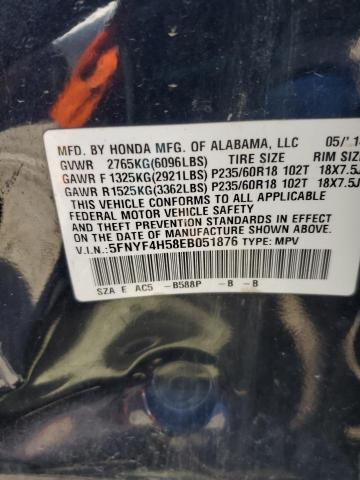 MFD. BY HONDA MFG. OF ALABAMA, LLC 05/'14
GVWR 2765KG(6096LBS) TIRE SIZE RIM SIZE
GAWR F 1325KG(2921LBS) P235/60R18 102T 18X7.5J
GAWR R1525KG(3362LBS) P235/60R18 102T 18X7.5J
THIS VEHICLE CONFORMS TO ALL APPLICABLE
FEDERAL MOTOR VEHICLE SAFETY, BUMPER, AND
THEFT PREVENTION STANDARDS IN EFFECT ON
THE DATE OF MANUFACTURE SHOWN ABOVE.
V.I.N.:5FNYF4H58EB051876 TYPE: MPV
SZA E AC5 -B588P -B -B